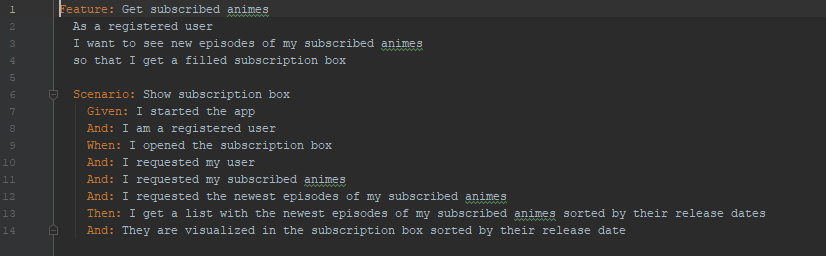 1 Feature: Get subscribed animes
2 As a registered user
3 I want to see new episodes of my subscribed animes
4 so that I get a filled subscription box
5
6 Scenario: Show subscription box
7 Given: I started the app
8 And: I am a registered user
9 When: I opened the subscription box
10 And: I requested my user
11 And: I requested my subscribed animes
12 And: I requested the newest episodes of my subscribed animes
13 Then: I get a list with the newest episodes of my subscribed animes sorted by their release dates
14 And: They are visualized in the subscription box sorted by their release date